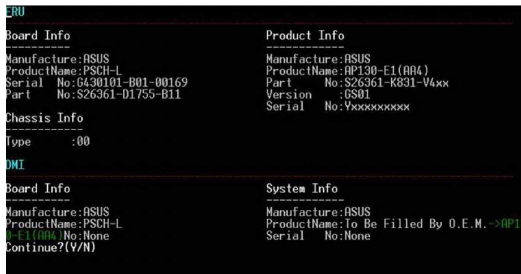 FRU
Board Info
----------
Manufacture:ASUS
ProductName:PSCH-L
Serial No:G430101-B01-00169
Part No:S26361-D1755-B11
Chassis Info
------------
Type :00
Product Info
------------
Manufacture:ASUS
ProductName:AP130-E1(AA4)
Part No:S26361-K831-V4xx
Version :GS01
Serial No:Yxxxxxxxxx
DMI
Board Info
----------
Manufacture:ASUS
ProductName:PSCH-L
System Info
-----------
Manufacture:ASUS
ProductName:To Be Filled By O.E.M.->AP1
0-E1(AA4)No:None
Serial No:None
Continue?(Y/N)